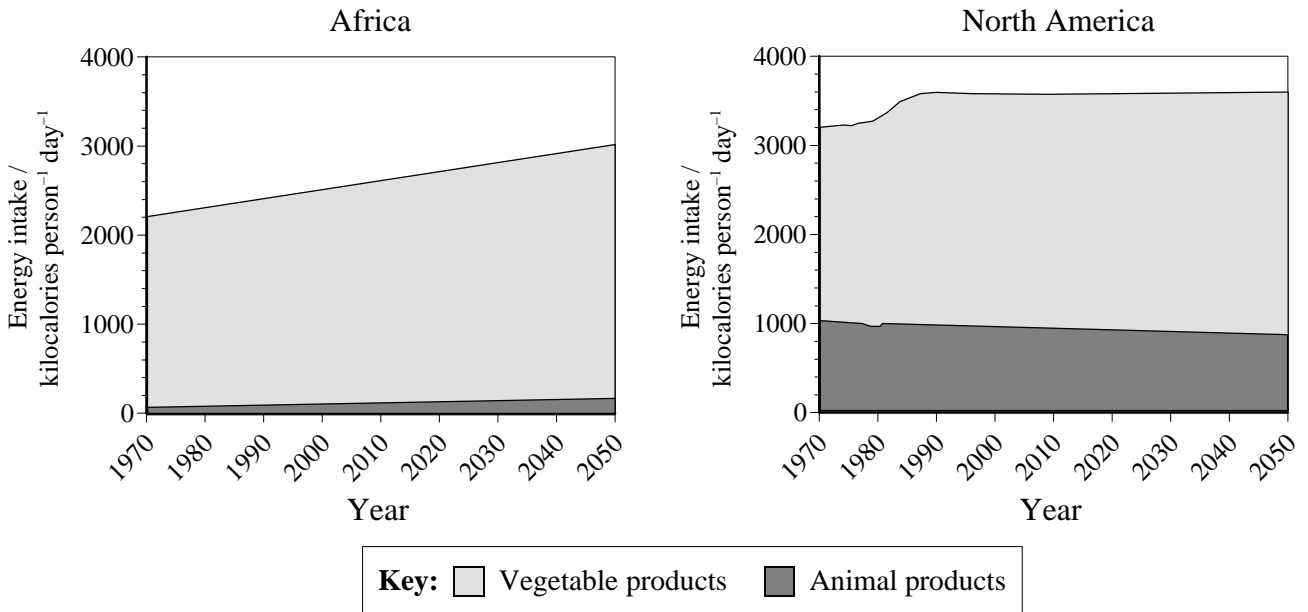 Africa
4000
3000
2000
1000
0
Energy intake /
kilocalories person⁻¹ day⁻¹
1970 1980 1990 2000 2010 2020 2030 2040 2050
Year
North America
4000
3000
2000
1000
0
Energy intake /
kilocalories person⁻¹ day⁻¹
1970 1980 1990 2000 2010 2020 2030 2040 2050
Year
Key: Vegetable products Animal products